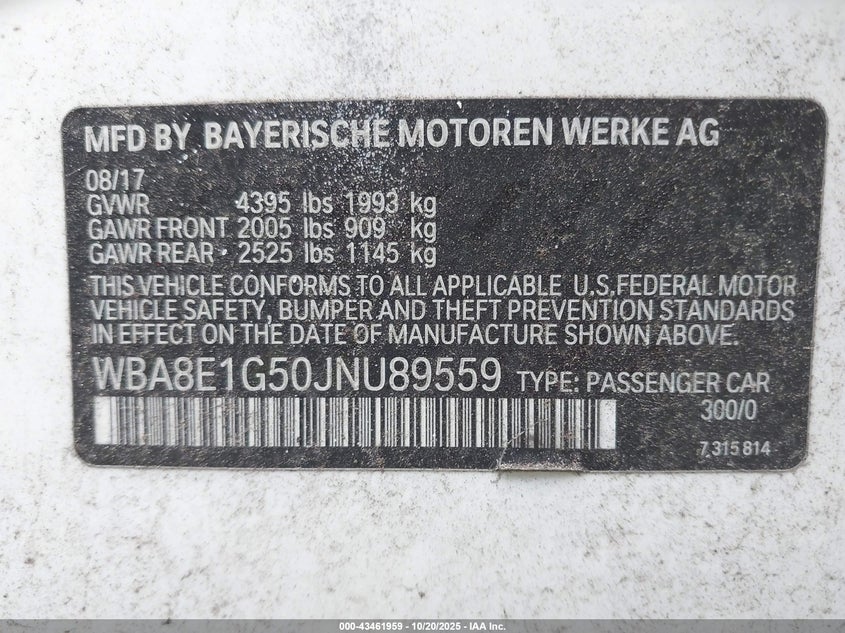 MFD BY BAYERISCHE MOTOREN WERKE AG
08/17
GVWR 4395 lbs 1993 kg
GAWR FRONT 2005 lbs 909 kg
GAWR REAR 2525 lbs 1145 kg
THIS VEHICLE CONFORMS TO ALL APPLICABLE U.S. FEDERAL MOTOR
VEHICLE SAFETY, BUMPER AND THEFT PREVENTION STANDARDS
IN EFFECT ON THE DATE OF MANUFACTURE SHOWN ABOVE.
WBA8E1G50JNU89559 TYPE: PASSENGER CAR
300/0
7 315 814
000-43461959 - 10/20/2025 - IAA Inc.